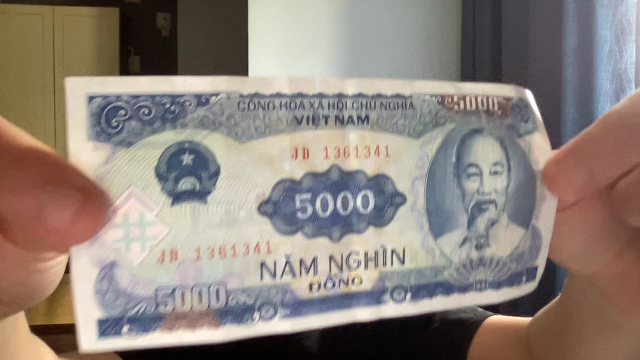 CỘNG HÒA XÃ HỘI CHỦ NGHĨA
VIỆT NAM
5000
JD 1361341
5000
JD 1361341
NĂM NGHÌN
ĐỒNG
5000